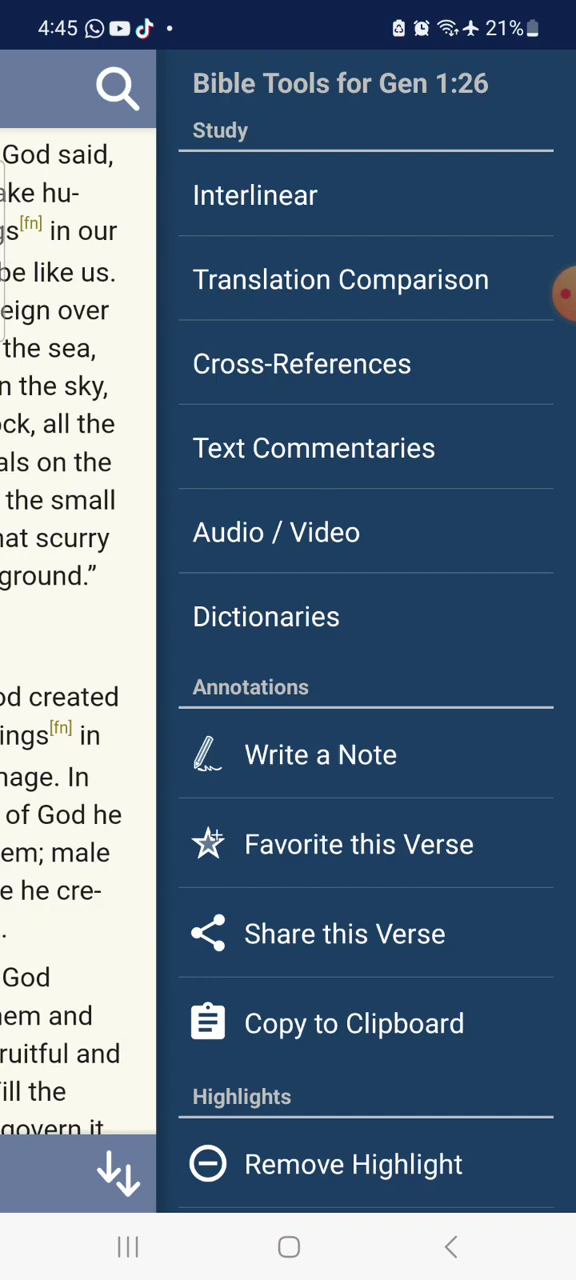 4:45
21%
God said,
ake hu-
gs[fn] in our
be like us.
eign over
the sea,
n the sky,
ck, all the
als on the
the small
hat scurry
ground.”
od created
ings[fn] in
mage. In
of God he
em; male
e he cre-
.
God
hem and
ruitful and
ill the
govern it
Bible Tools for Gen 1:26
Study
Interlinear
Translation Comparison
Cross-References
Text Commentaries
Audio / Video
Dictionaries
Annotations
Write a Note
Favorite this Verse
Share this Verse
Copy to Clipboard
Highlights
Remove Highlight